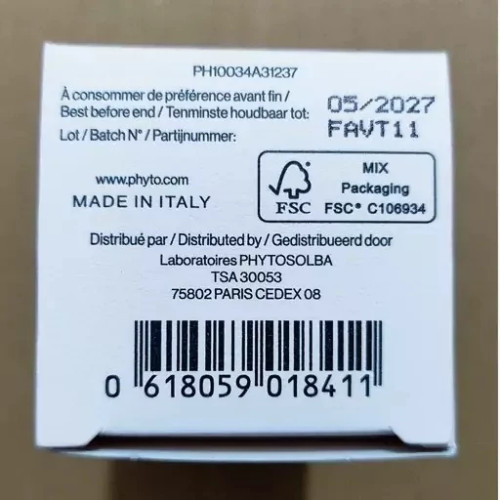 PH10034A31237
À consommer de préférence avant fin /
Best before end / Tenminste houdbaar tot:
05/2027
Lot / Batch N° / Partijnummer:
FAVT11
www.phyto.com
MADE IN ITALY
FSC
MIX
Packaging
FSC® C106934
Distribué par / Distributed by / Gedistribueerd door
Laboratoires PHYTOSOLBA
TSA 30053
75802 PARIS CEDEX 08
0 618059 018411